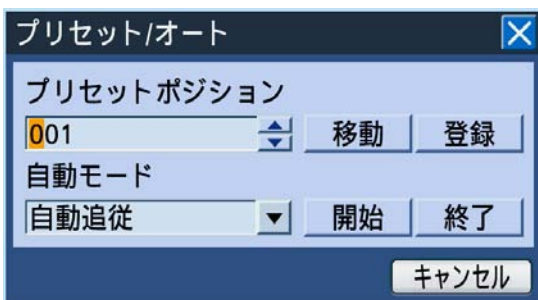 プリセット/オート
プリセットポジション
001 移動 登録
自動モード
自動追従 開始 終了
キャンセル